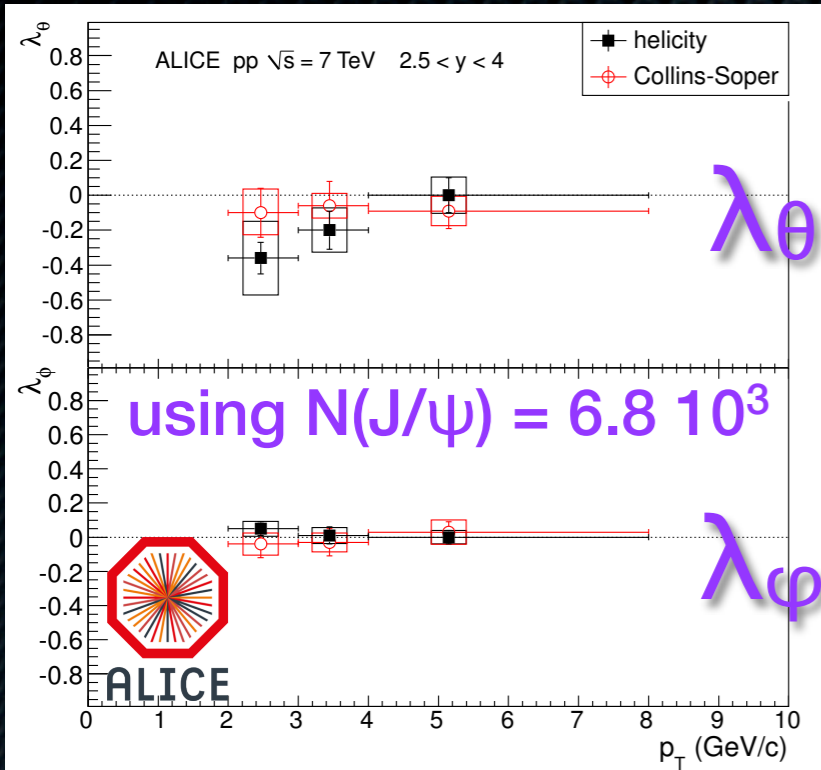 λθ
ALICE pp √s = 7 TeV 2.5 < y < 4
helicity
Collins-Soper
0.8
0.6
0.4
0.2
0
-0.2
-0.4
-0.6
-0.8
λθ
λϕ
using N(J/ψ) = 6.8 10³
0.8
0.6
0.4
0.2
0
-0.2
-0.4
-0.6
-0.8
λφ
ALICE
0 1 2 3 4 5 6 7 8 9 10
pT (GeV/c)